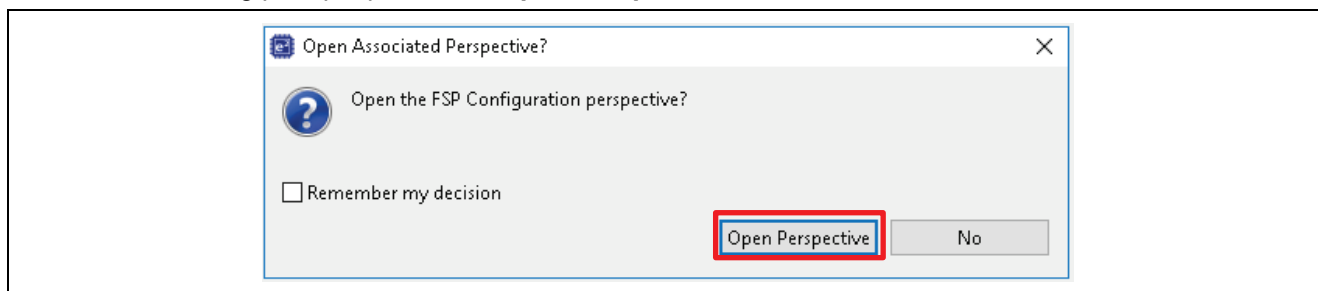 Open Associated Perspective?
Open the FSP Configuration perspective?
Remember my decision
Open Perspective No